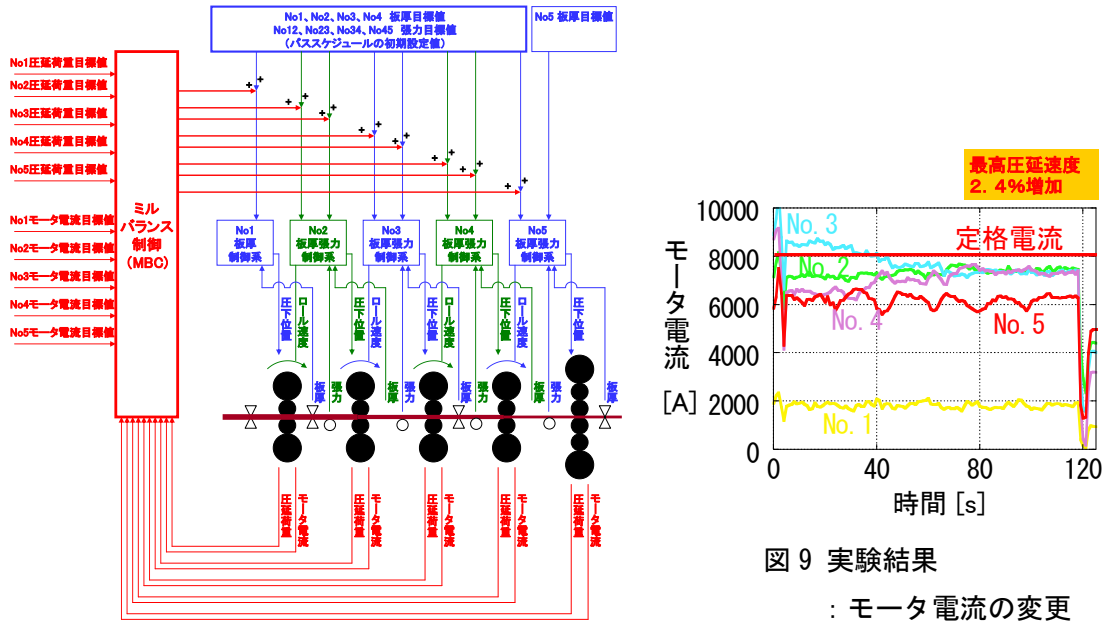 No1、No2、No3、No4 板厚目標値
No12、No23、No34、No45 張力目標値
(パススケジュールの初期設定値)
No5 板厚目標値
No1圧延荷重目標値
No2圧延荷重目標値
No3圧延荷重目標値
No4圧延荷重目標値
No5圧延荷重目標値
No1モータ電流目標値
No2モータ電流目標値
No3モータ電流目標値
No4モータ電流目標値
No5モータ電流目標値
ミル
バランス
制御
(MBC)
+ +
+ +
+ +
+ +
+ +
+ +
+ +
+ +
No1
板厚
制御系
No2
板厚張力
制御系
No3
板厚張力
制御系
No4
板厚張力
制御系
No5
板厚張力
制御系
圧下位置
ロール速度
圧下位置
ロール速度
圧下位置
ロール速度
圧下位置
ロール速度
圧下位置
板厚
張力
板厚
張力
板厚
張力
板厚
張力
板厚
圧延荷重
モータ電流
圧延荷重
モータ電流
圧延荷重
モータ電流
圧延荷重
モータ電流
圧延荷重
モータ電流
最高圧延速度
2.4%増加
モータ電流
[A]
10000
8000
6000
4000
2000
0
No.3
定格電流
No.2
No.4
No.5
No.1
0
40
80
120
時間 [s]
図 9 実験結果
:モータ電流の変更